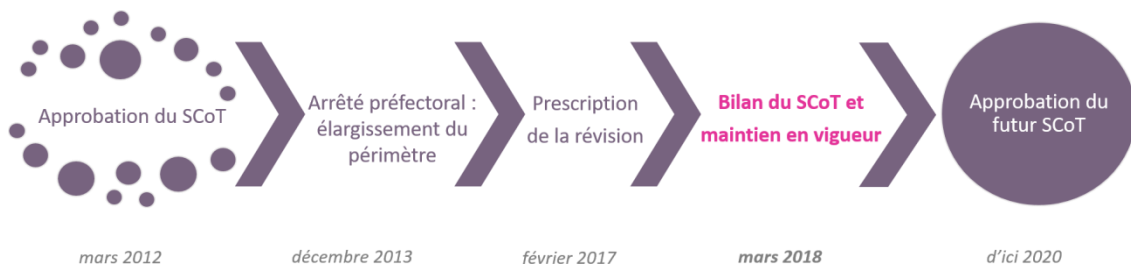 Approbation du SCoT
Arrêté préfectoral :
élargissement du
périmètre
Prescription
de la révision
Bilan du SCoT et
maintien en vigueur
Approbation du
futur SCoT
mars 2012
décembre 2013
février 2017
mars 2018
d’ici 2020